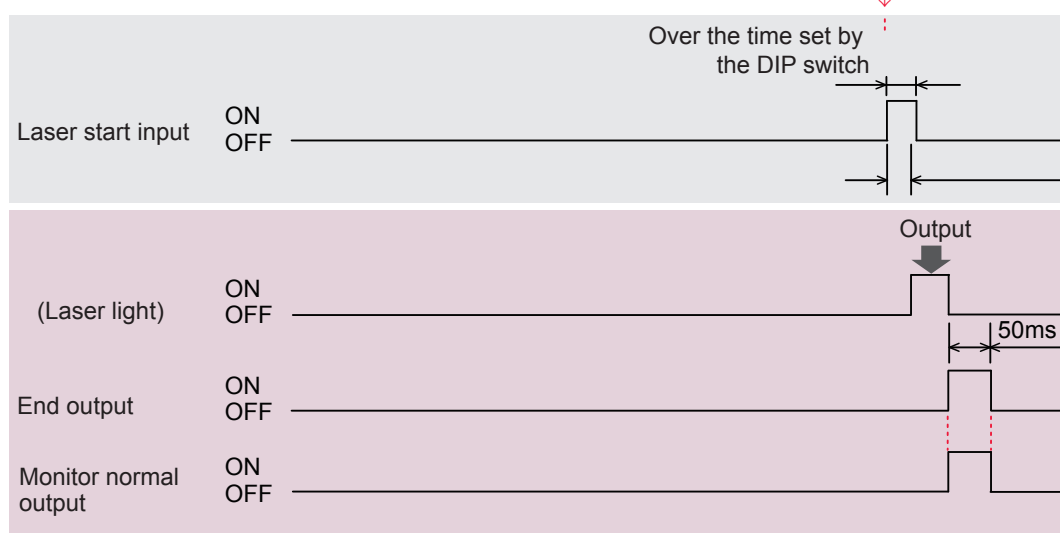 Over the time set by
the DIP switch
Laser start input
ON
OFF
Output
(Laser light)
ON
OFF
50ms
End output
ON
OFF
Monitor normal
output
ON
OFF